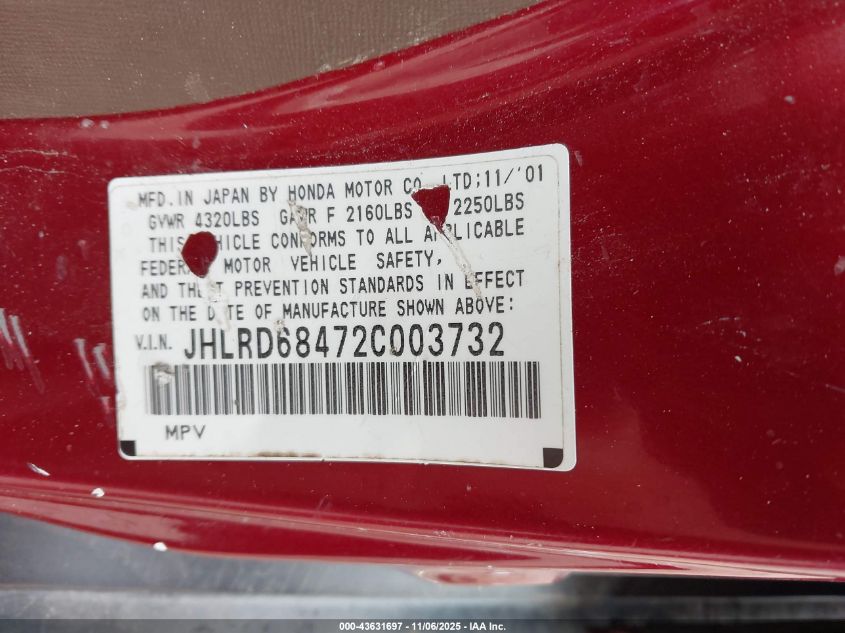 MFD. IN JAPAN BY HONDA MOTOR CO. LTD; 11/'01
GVWR 4320LBS GAWR F 2160LBS 2250LBS
THIS VEHICLE CONFORMS TO ALL APPLICABLE
FEDERAL MOTOR VEHICLE SAFETY,
AND THEFT PREVENTION STANDARDS IN EFFECT
ON THE DATE OF MANUFACTURE SHOWN ABOVE:
V.I.N. JHLRD68472C003732
MPV
000-43631697 - 11/06/2025 - IAA Inc.